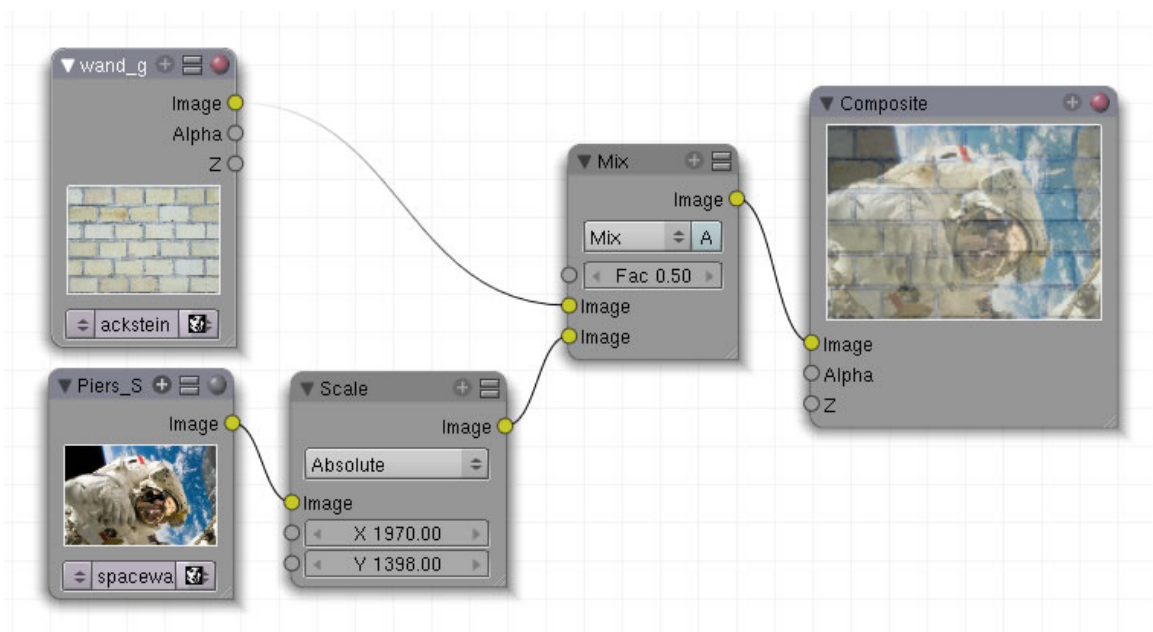 wand_g
Image
Alpha
Z
ackstein
Piers_S
Image
spacewa
Scale
Image
Absolute
Image
X 1970.00
Y 1398.00
Mix
Image
Mix A
Fac 0.50
Image
Image
Composite
Image
Alpha
Z